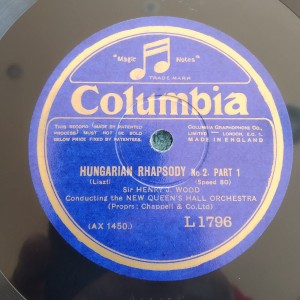 "Magic Notes"
TRADE MARK
Columbia
THIS RECORD (MADE BY PATENTED
PROCESS) MUST NOT BE SOLD
BELOW PRICE FIXED BY PATENTEES.
COLUMBIA GRAPHOPHONE CO.,
LIMITED — LONDON, E.C. 1.
MADE IN ENGLAND
HUNGARIAN RHAPSODY No 2. PART 1
(Liszt) (Speed 80)
Sir HENRY J. WOOD
Conducting the NEW QUEEN'S HALL ORCHESTRA
(Proprs: Chappell & Co. Ltd)
(AX 1450.) L 1796